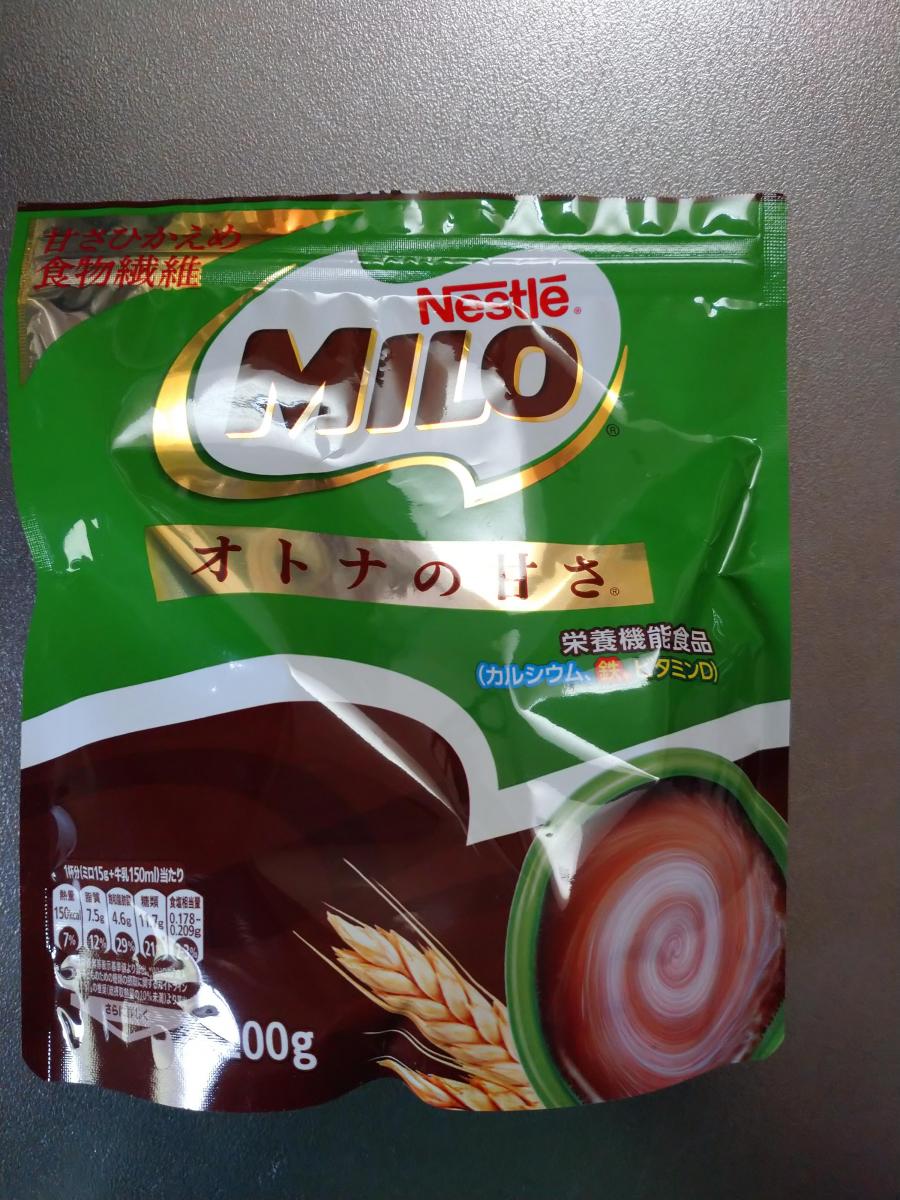 甘さひかえめ
食物繊維
Nestlé®
MILO®
オトナの甘さ®
栄養機能食品
(カルシウム、鉄、ビタミンD)
1杯分(ミロ15g+牛乳150ml)当たり
熱量 脂質 飽和脂肪酸 糖類 食塩相当量
150kcal 7.5g 4.6g 11.7g 0.178-0.209g
7% 12% 29%
00g